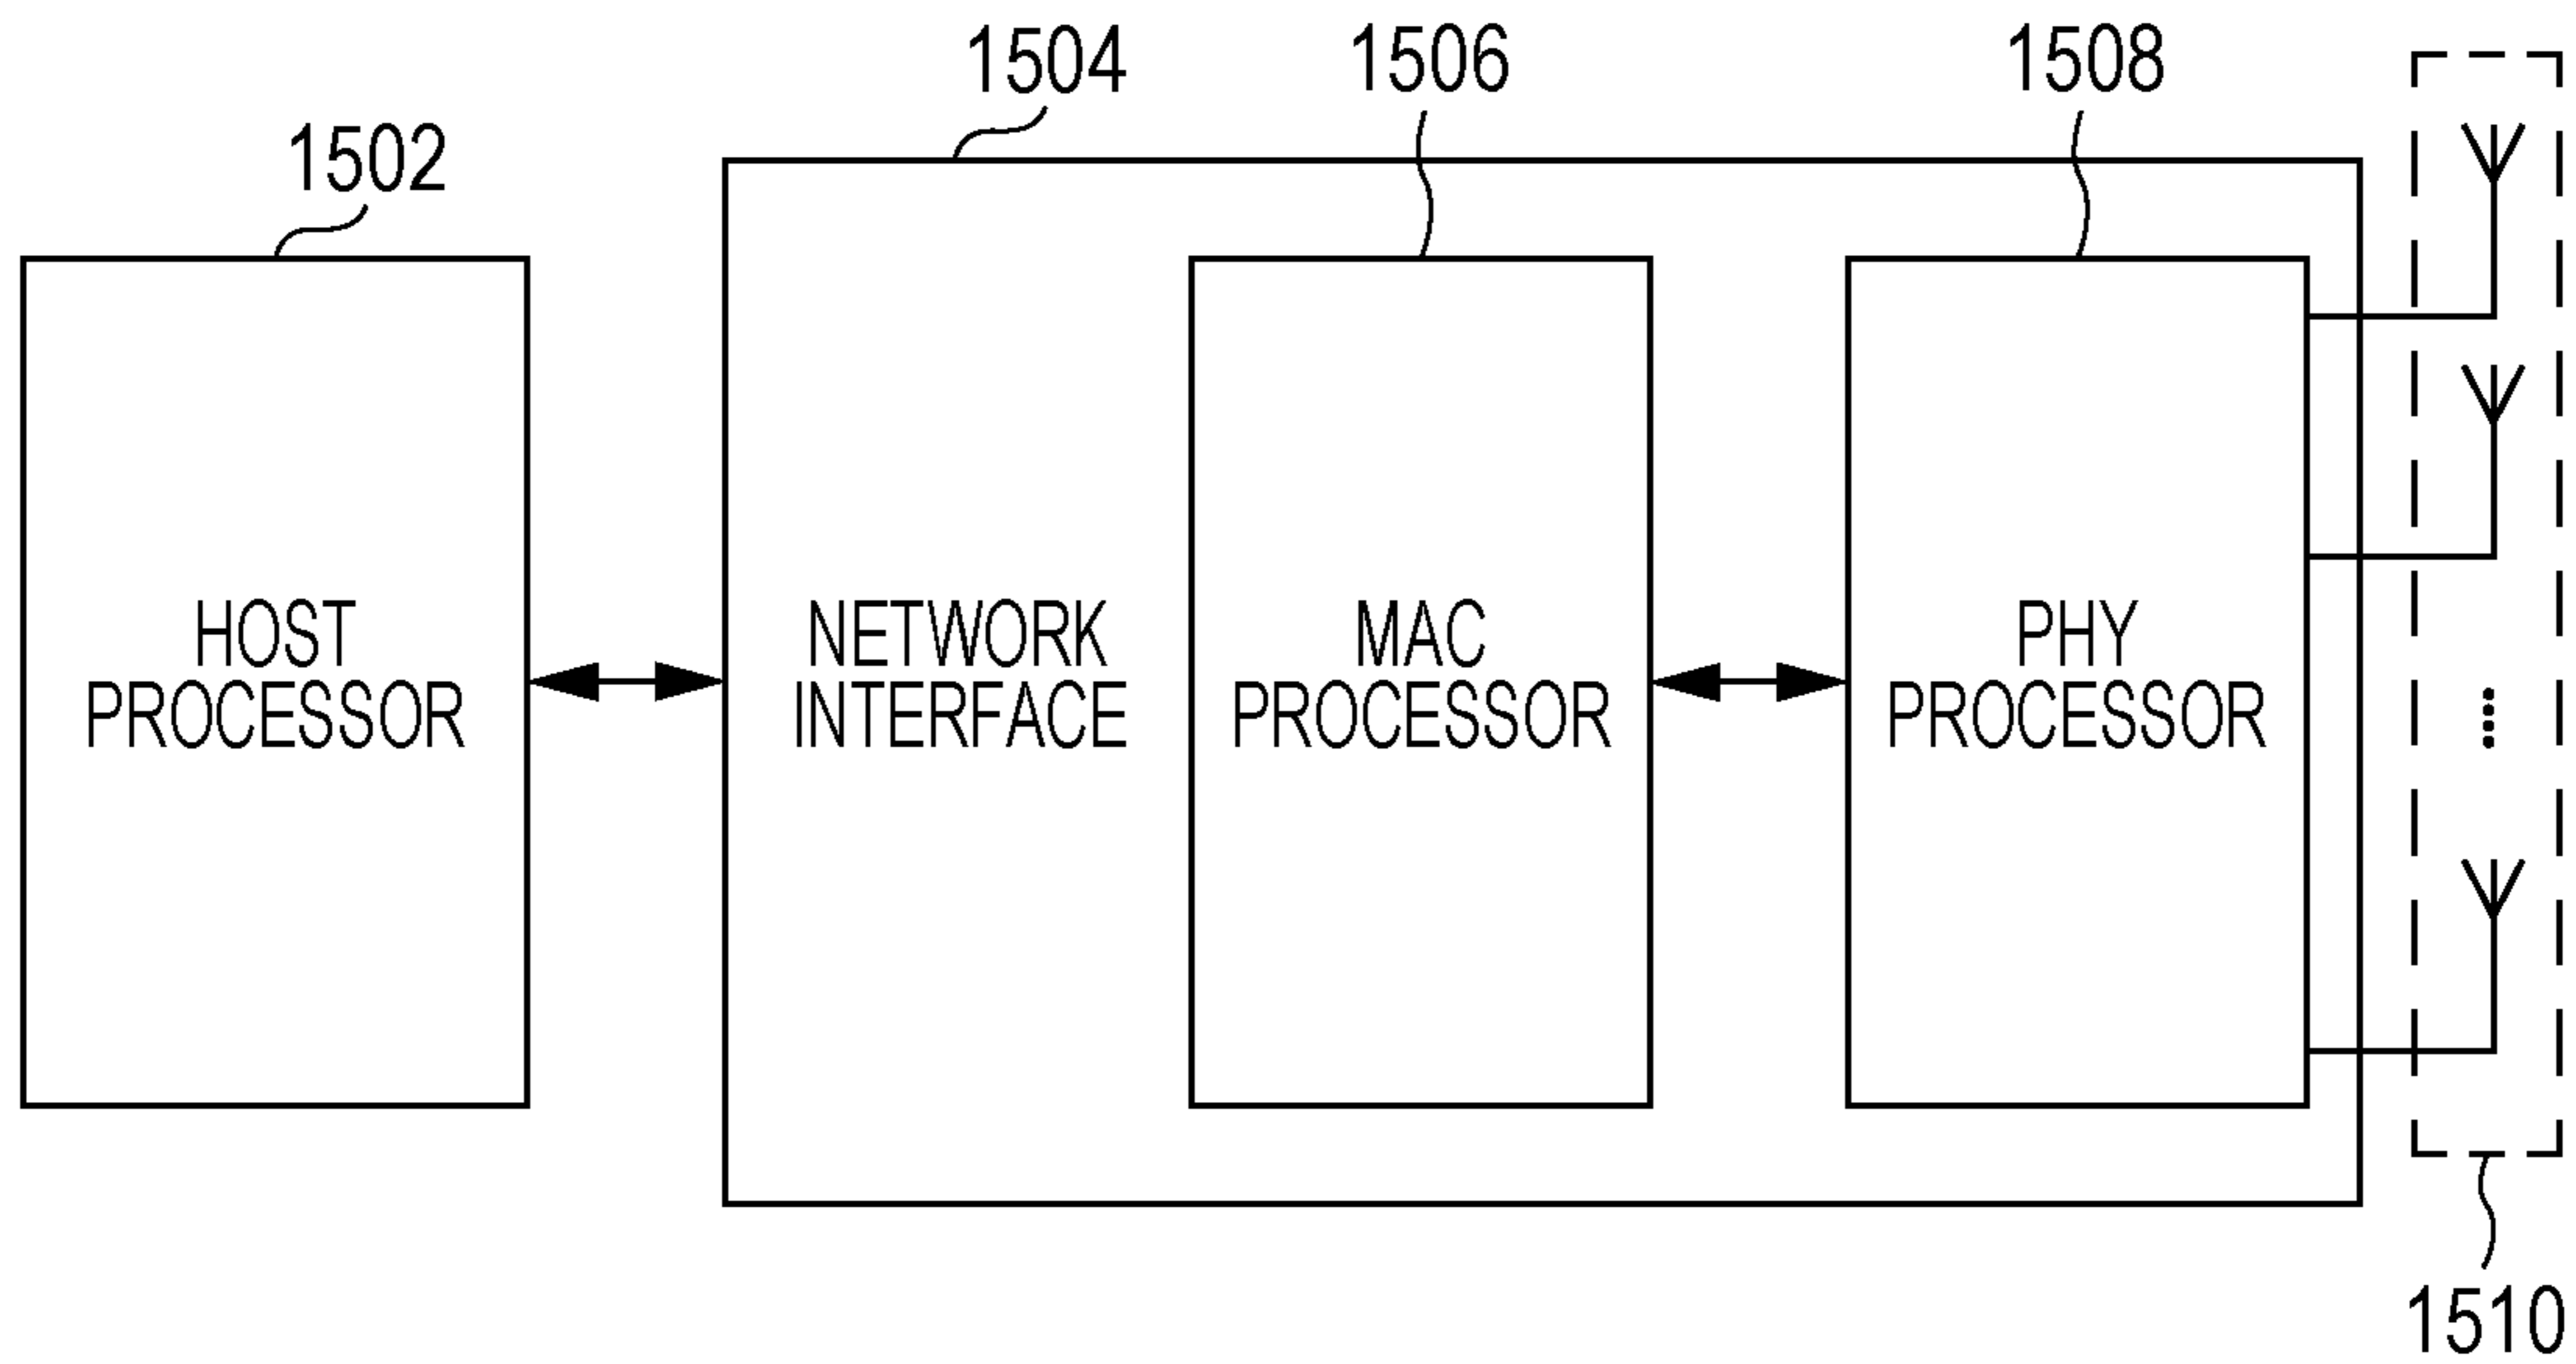 1504
1506
1508
1502
HOST
PROCESSOR
NETWORK
INTERFACE
MAC
PROCESSOR
PHY
PROCESSOR
1510